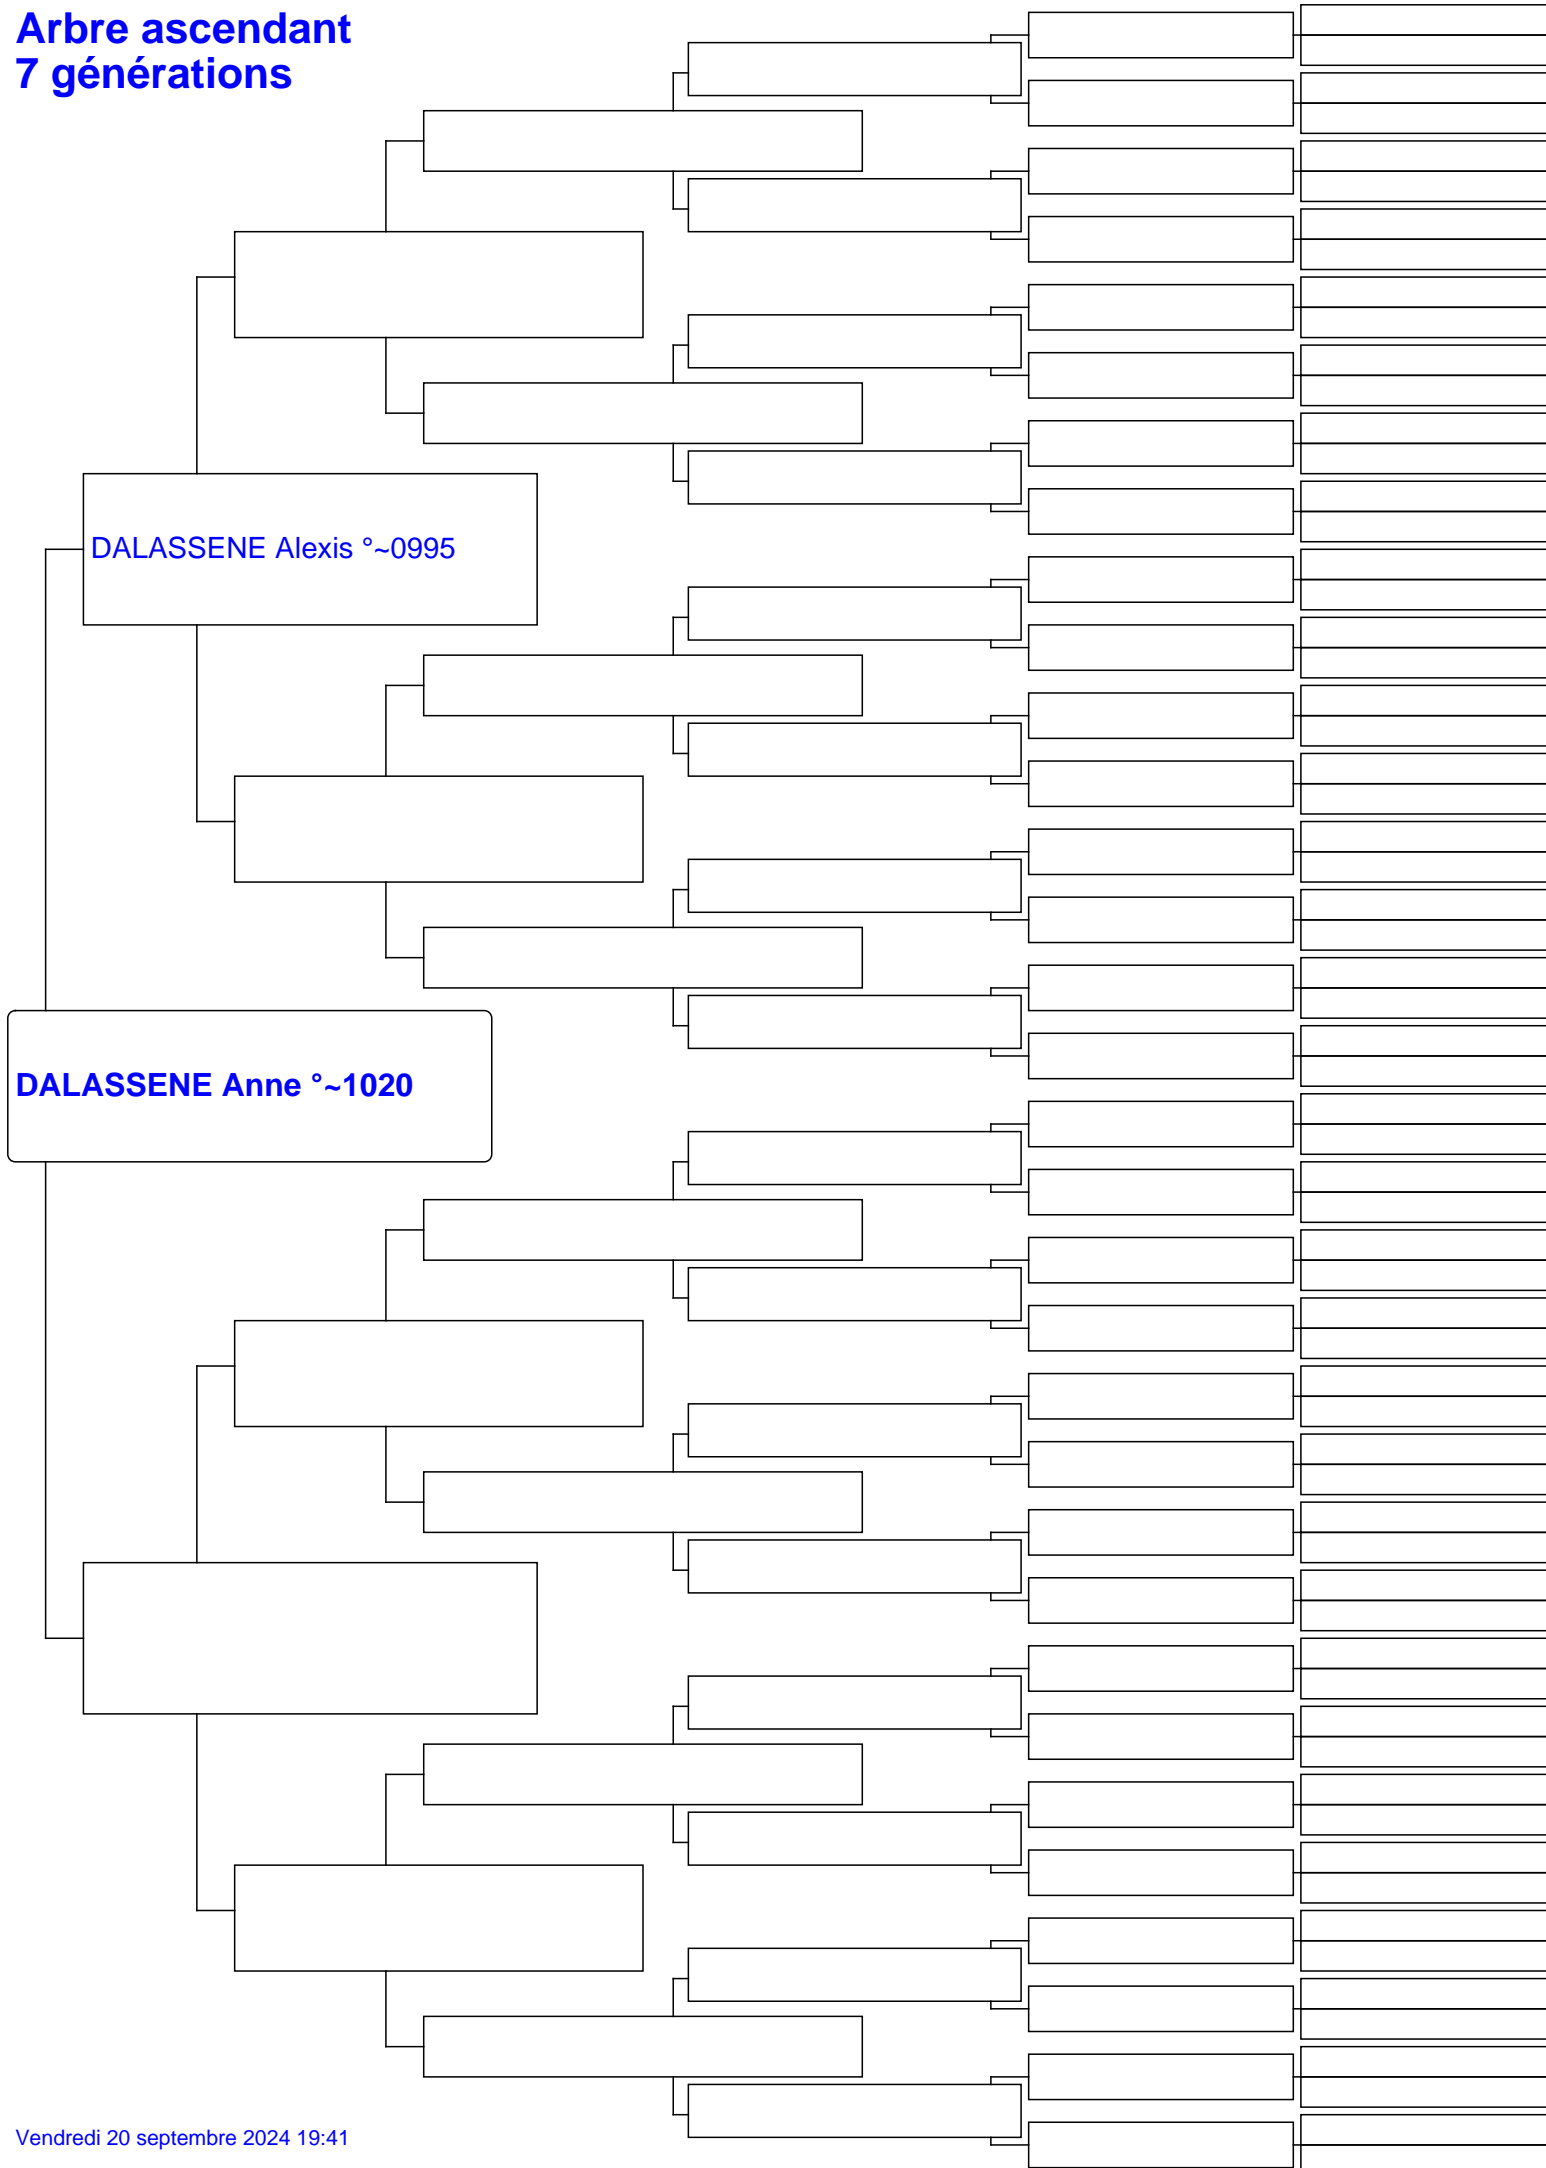 Arbre ascendant
7 générations
DALASSENE Alexis °~0995
DALASSENE Anne °~1020
Vendredi 20 septembre 2024 19:41